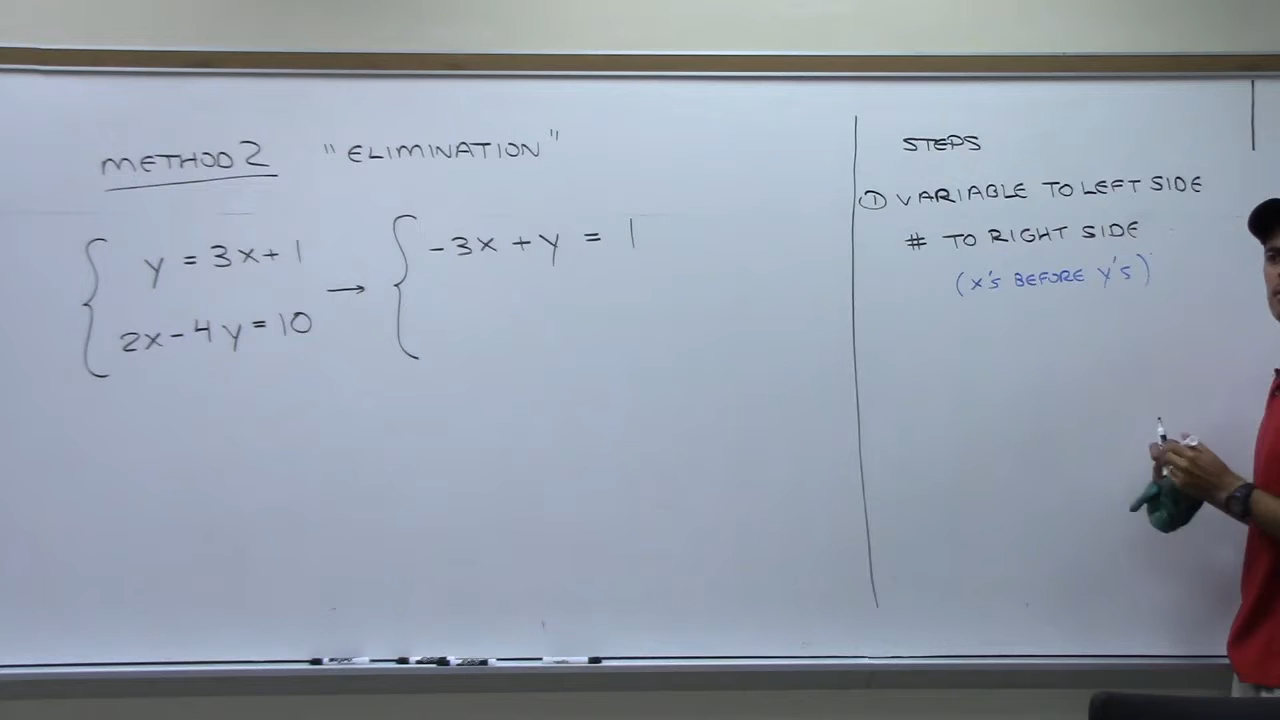 METHOD 2 "ELIMINATION"
y = 3x + 1 → -3x + y = 1
2x - 4y = 10
STEPS
① VARIABLE TO LEFT SIDE
# TO RIGHT SIDE
(X'S BEFORE Y'S)